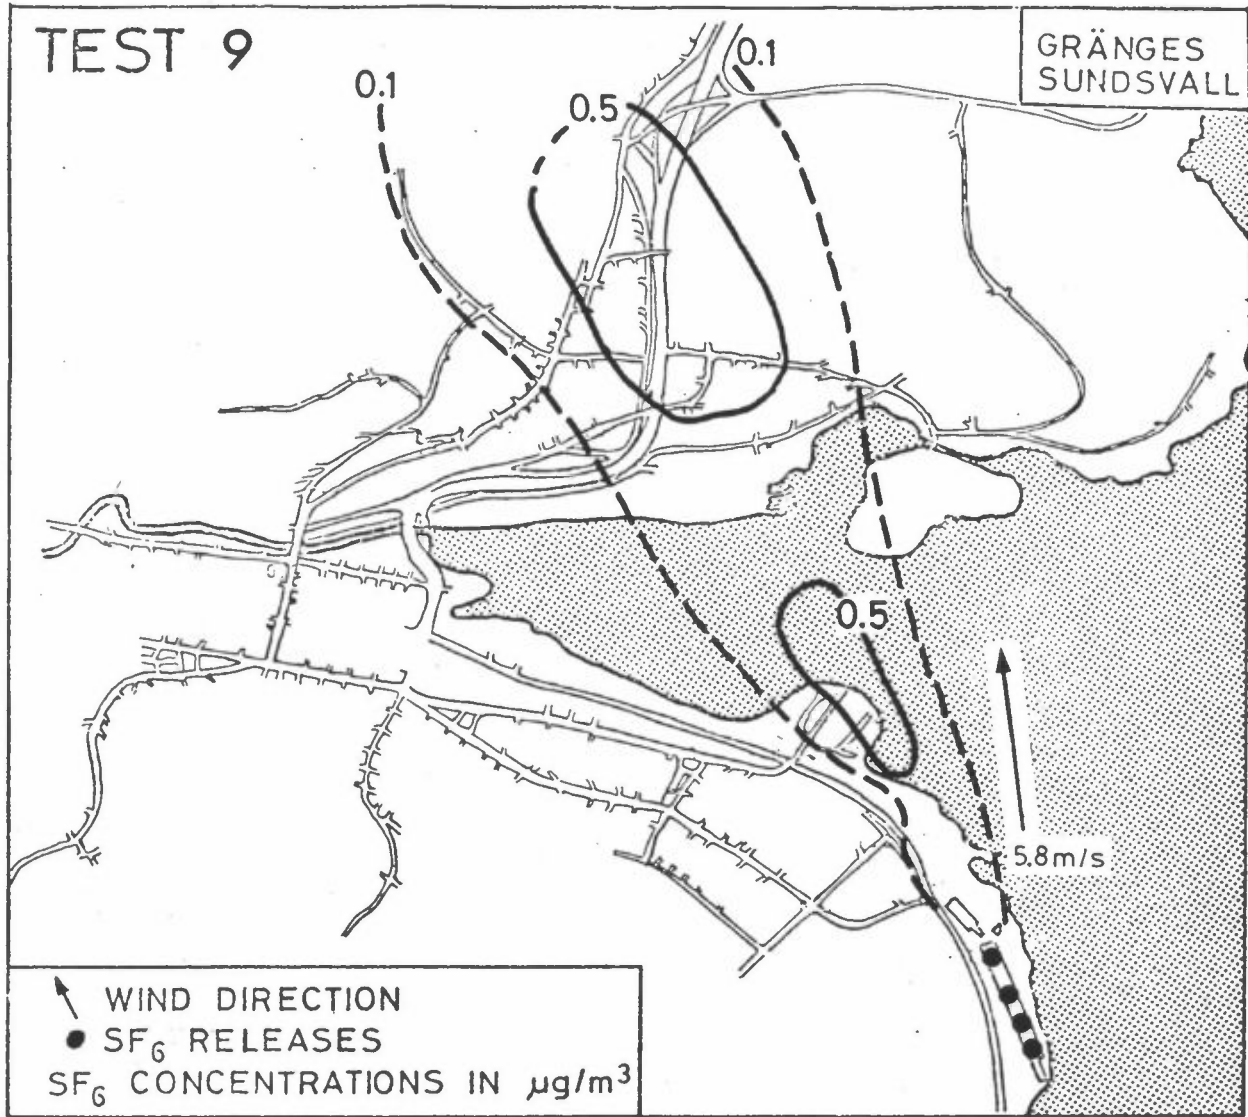 TEST 9
GRÄNGES
SUNDSVALL
0.1
0.5
0.1
0.5
5.8m/s
WIND DIRECTION
SF₆ RELEASES
SF₆ CONCENTRATIONS IN μg/m³